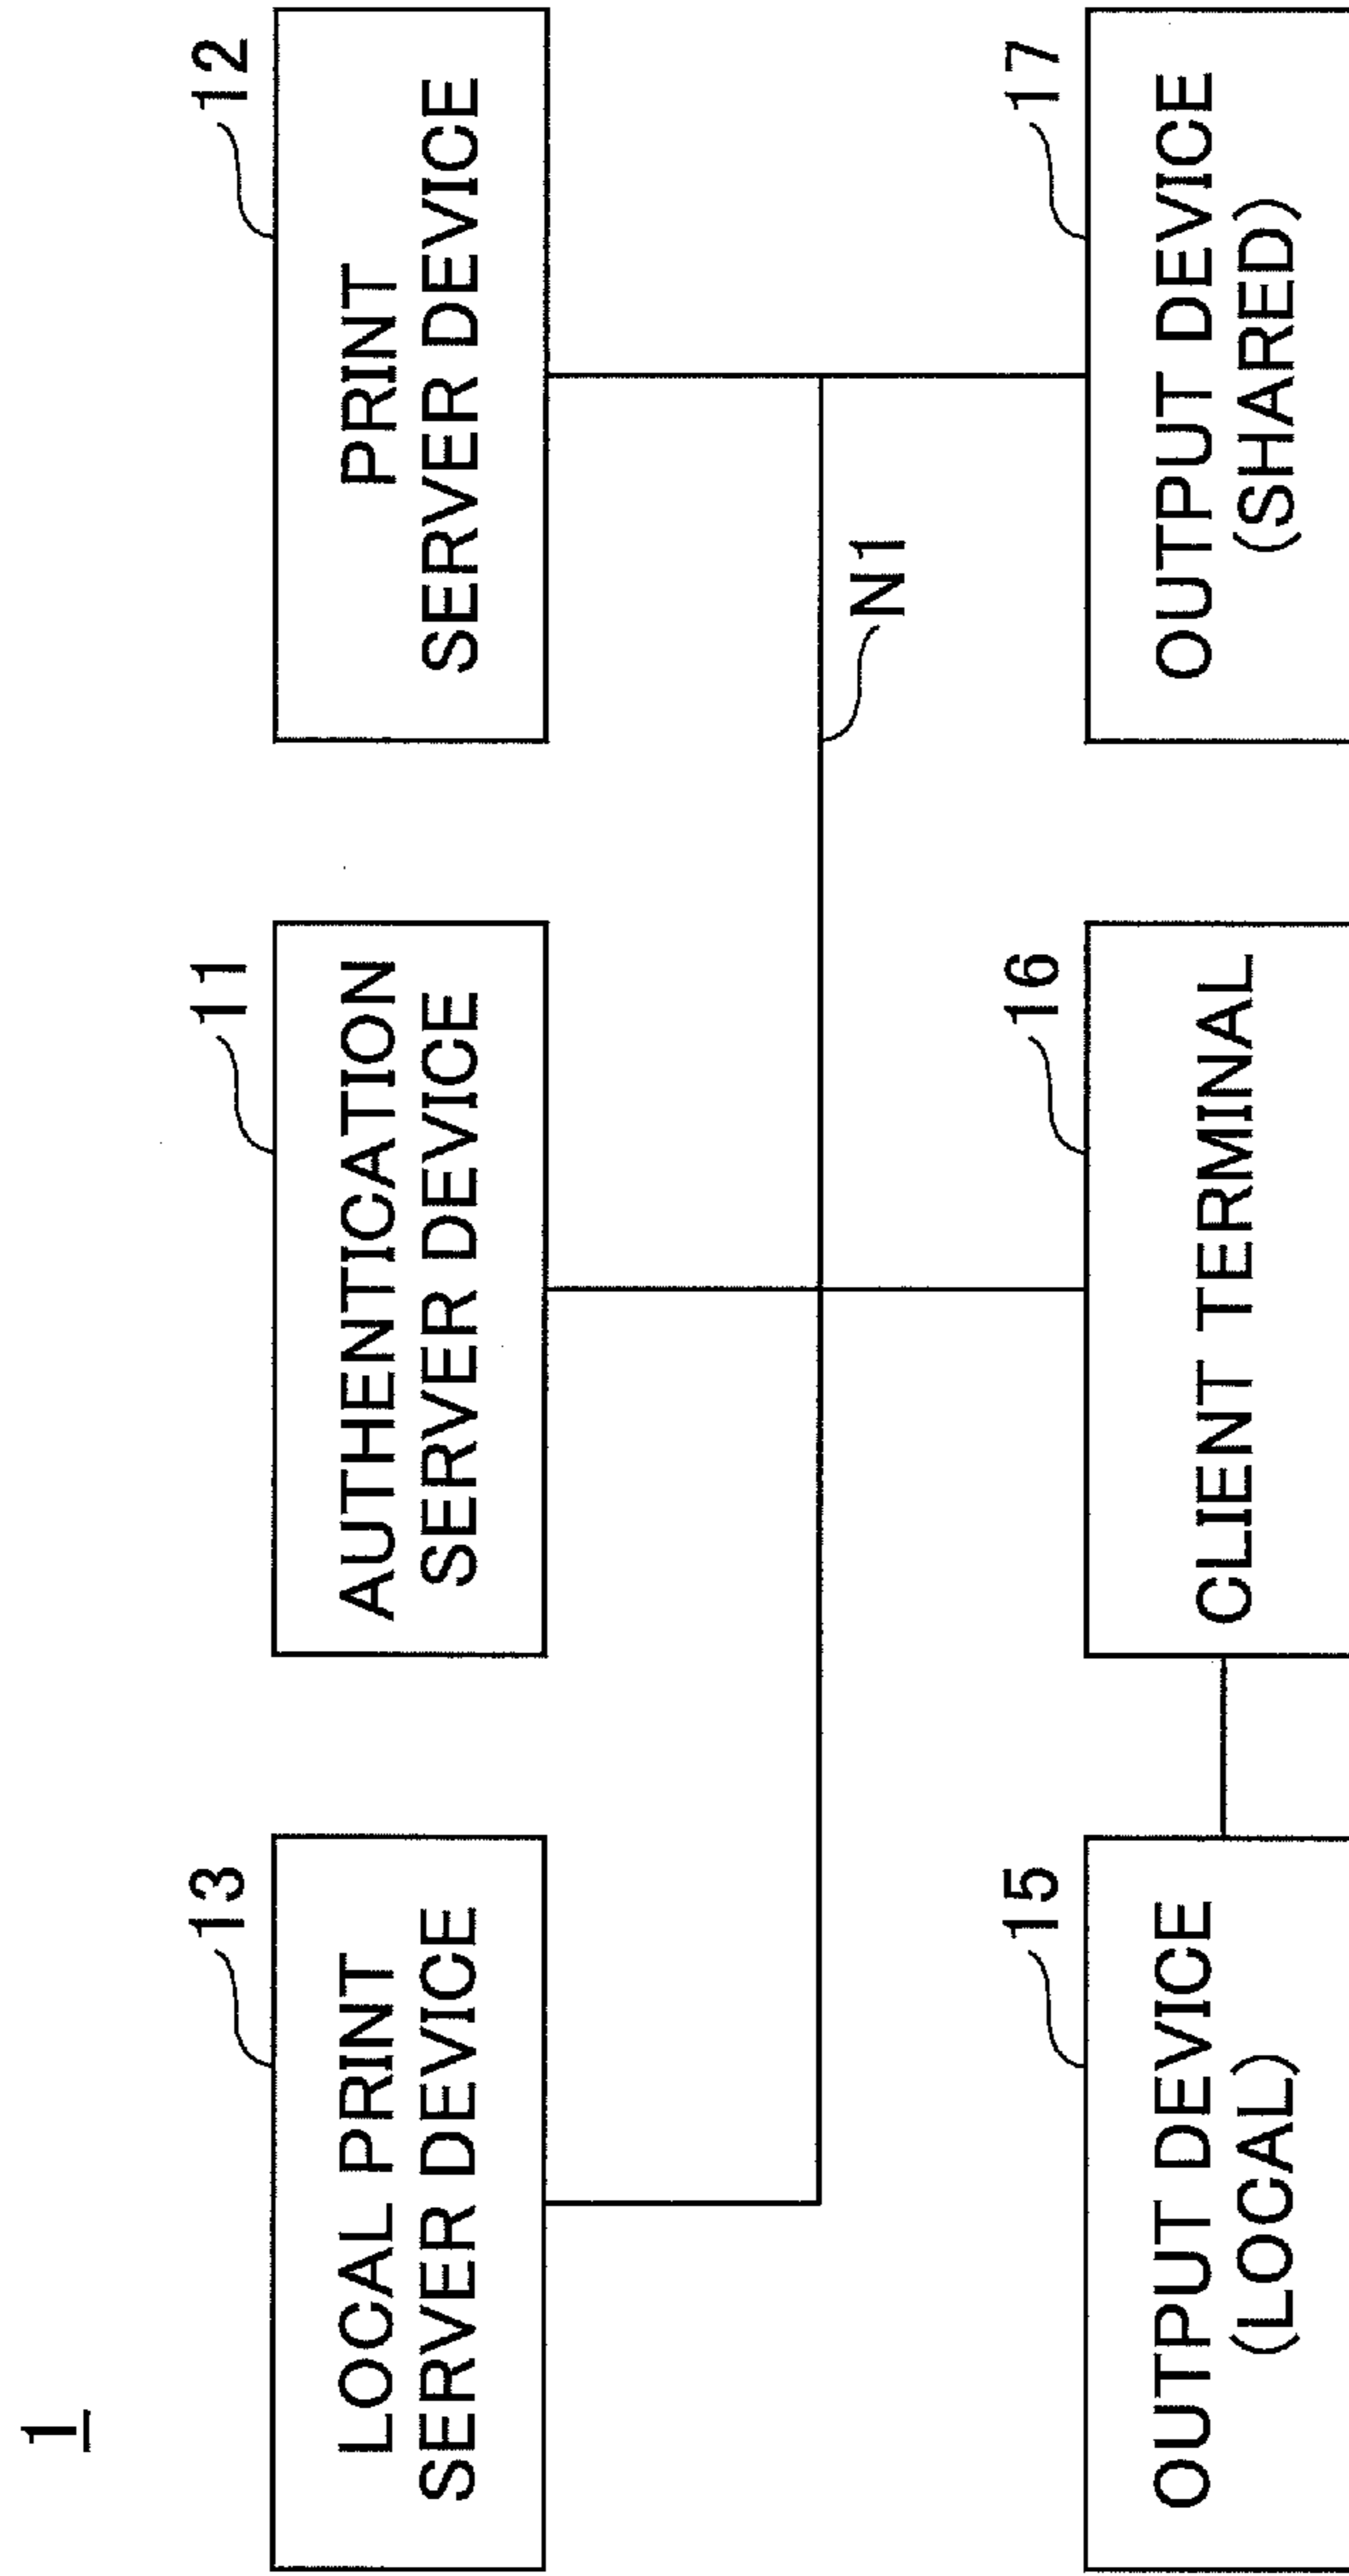 1
13
11
12
LOCAL PRINT
SERVER DEVICE
AUTHENTICATION
SERVER DEVICE
PRINT
SERVER DEVICE
N1
15
16
17
OUTPUT DEVICE
(LOCAL)
CLIENT TERMINAL
OUTPUT DEVICE
(SHARED)